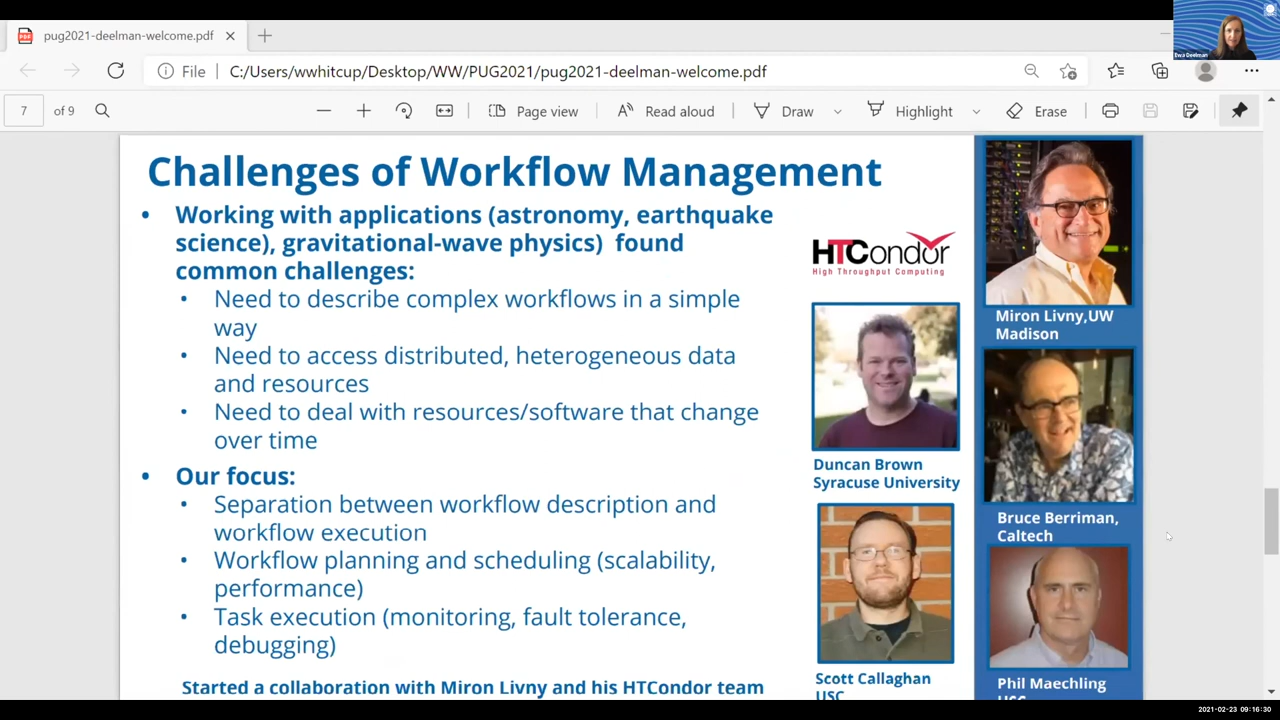 pug2021-deelman-welcome.pdf
File C:/Users/wwhitcup/Desktop/WW/PUG2021/pug2021-deelman-welcome.pdf
Ewa Deelman
7 of 9 Page view Read aloud Draw Highlight Erase
Challenges of Workflow Management
• Working with applications (astronomy, earthquake
science), gravitational-wave physics) found
common challenges:
• Need to describe complex workflows in a simple
way
• Need to access distributed, heterogeneous data
and resources
• Need to deal with resources/software that change
over time
• Our focus:
• Separation between workflow description and
workflow execution
• Workflow planning and scheduling (scalability,
performance)
• Task execution (monitoring, fault tolerance,
debugging)
Started a collaboration with Miron Livny and his HTCondor team
HTCondor
High Throughput Computing
Duncan Brown
Syracuse University
Scott Callaghan
USC
Miron Livny,UW
Madison
Bruce Berriman,
Caltech
Phil Maechling
USC
2021-02-23 09:16:30